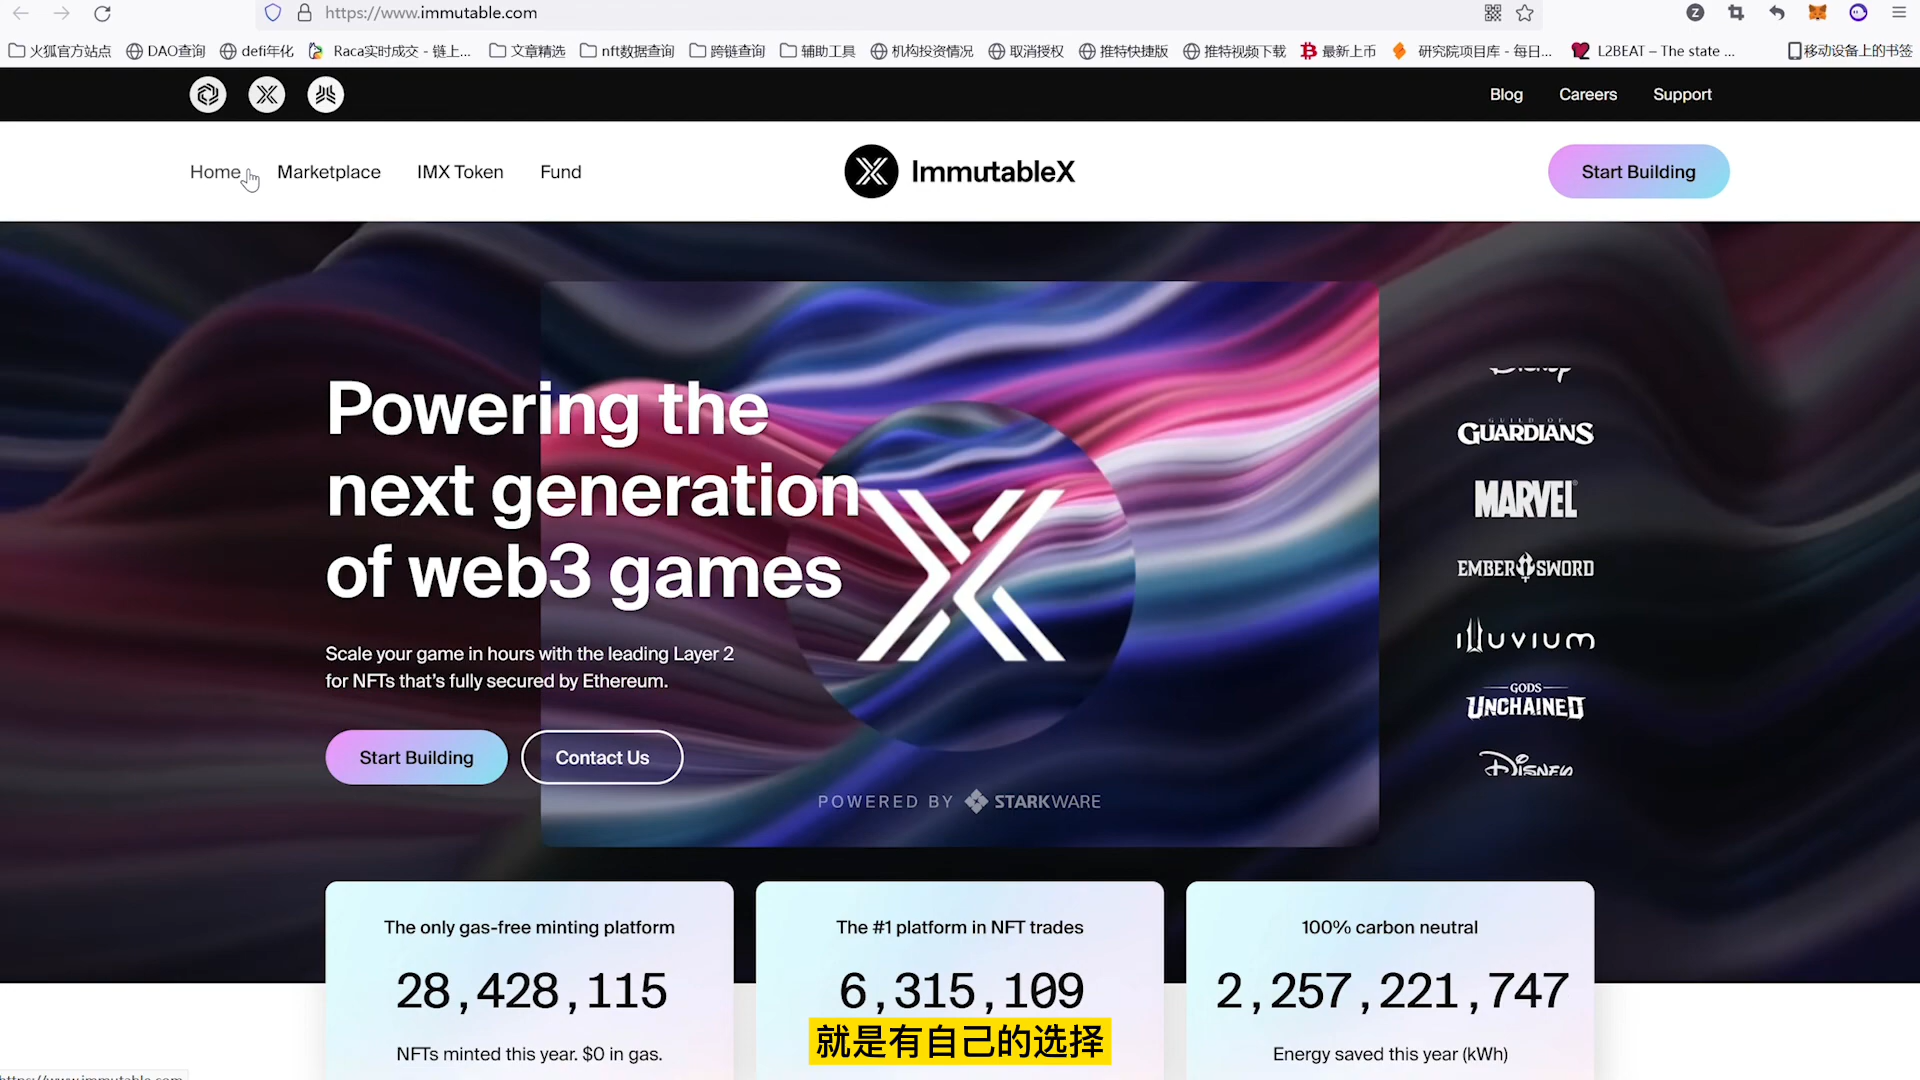 https://www.immutable.com
火狐官方站点
DAO查询
defi年化
Raca实时成交 - 链上...
文章精选
nft数据查询
跨链查询
辅助工具
机构投资情况
取消授权
推特快捷版
推特视频下载
最新上币
研究院项目库 - 每日...
L2BEAT – The state ...
移动设备上的书签
Blog
Careers
Support
Home
Marketplace
IMX Token
Fund
ImmutableX
Start Building
Powering the
next generation
of web3 games
Scale your game in hours with the leading Layer 2
for NFTs that's fully secured by Ethereum.
Start Building
Contact Us
POWERED BY STARKWARE
GUILD OF
GUARDIANS
MARVEL
EMBER SWORD
illuvium
GODS
UNCHAINED
Disney
The only gas-free minting platform
28,428,115
NFTs minted this year. $0 in gas.
The #1 platform in NFT trades
6,315,109
就是有自己的选择
100% carbon neutral
2,257,221,747
Energy saved this year (kWh)
https://www.immutable.com